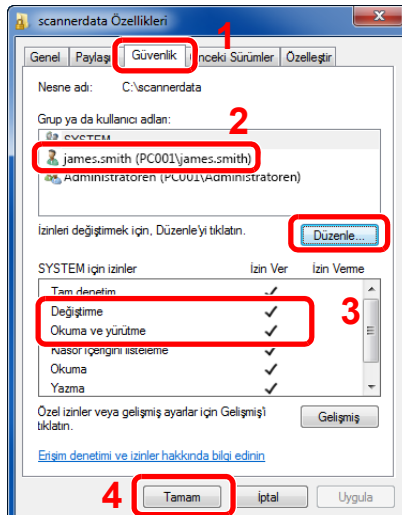 scannerdata Özellikleri
1
Genel Paylaşı Güvenlik Önceki Sürümler Özelleştir
Nesne adı: C:\scannerdata
Grup ya da kullanıcı adları:
2
SYSTEM
james.smith (PC001\james.smith)
Administratoren (PC001\Administratoren)
İzinleri değiştirmek için, Düzenle'yi tıklatın.
Düzenle...
SYSTEM için izinler İzin Ver İzin Verme
Tam denetim
Değiştirme
3
Okuma ve yürütme
Klasör içeriğini listeleme
Okuma
Yazma
Özel izinler veya gelişmiş ayarlar için Gelişmiş'i
tıklatın.
Gelişmiş
Erişim denetimi ve izinler hakkında bilgi edinin
4
Tamam İptal Uygula